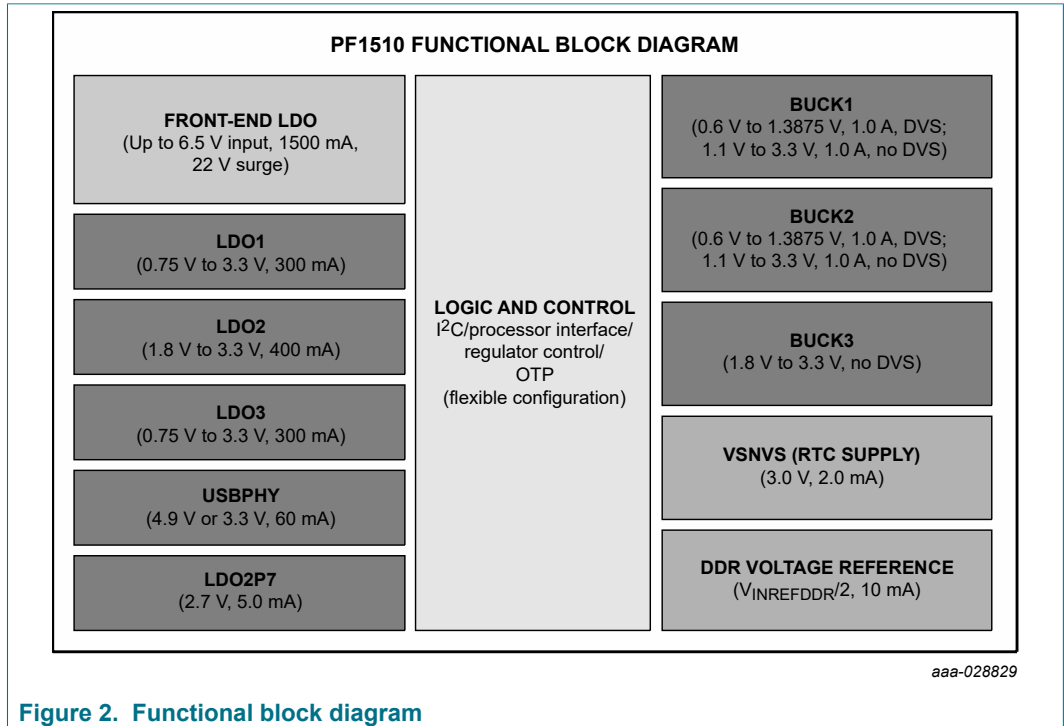 PF1510 FUNCTIONAL BLOCK DIAGRAM
FRONT-END LDO
(Up to 6.5 V input, 1500 mA,
22 V surge)
LDO1
(0.75 V to 3.3 V, 300 mA)
LDO2
(1.8 V to 3.3 V, 400 mA)
LDO3
(0.75 V to 3.3 V, 300 mA)
USBPHY
(4.9 V or 3.3 V, 60 mA)
LDO2P7
(2.7 V, 5.0 mA)
LOGIC AND CONTROL
I2C/processor interface/
regulator control/
OTP
(flexible configuration)
BUCK1
(0.6 V to 1.3875 V, 1.0 A, DVS;
1.1 V to 3.3 V, 1.0 A, no DVS)
BUCK2
(0.6 V to 1.3875 V, 1.0 A, DVS;
1.1 V to 3.3 V, 1.0 A, no DVS)
BUCK3
(1.8 V to 3.3 V, no DVS)
VSNVS (RTC SUPPLY)
(3.0 V, 2.0 mA)
DDR VOLTAGE REFERENCE
(VINREFDDR/2, 10 mA)
aaa-028829
Figure 2. Functional block diagram